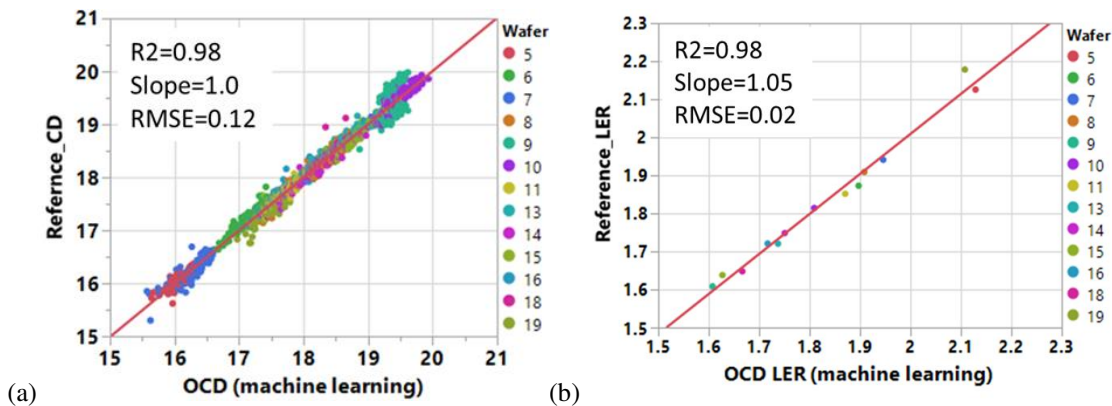 R2=0.98
Slope=1.0
RMSE=0.12
Refernce_CD
21
20
19
18
17
16
15
15 16 17 18 19 20 21
OCD (machine learning)
Wafer
5
6
7
8
9
10
11
13
14
15
16
18
19
(a)
R2=0.98
Slope=1.05
RMSE=0.02
Reference_LER
2.3
2.2
2.1
2
1.9
1.8
1.7
1.6
1.5
1.5 1.6 1.7 1.8 1.9 2 2.1 2.2 2.3
OCD LER (machine learning)
Wafer
5
6
7
8
9
10
11
13
14
15
16
18
19
(b)